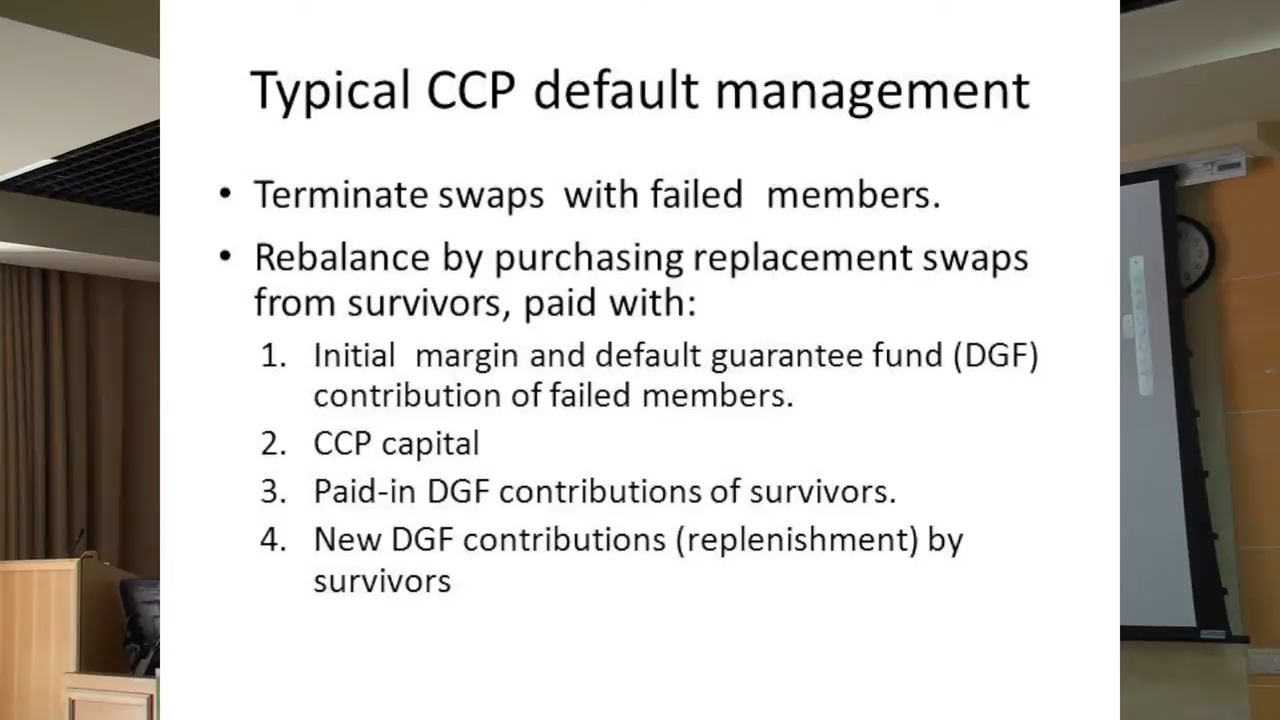 Typical CCP default management
• Terminate swaps with failed members.
• Rebalance by purchasing replacement swaps
from survivors, paid with:
1. Initial margin and default guarantee fund (DGF)
contribution of failed members.
2. CCP capital
3. Paid-in DGF contributions of survivors.
4. New DGF contributions (replenishment) by
survivors